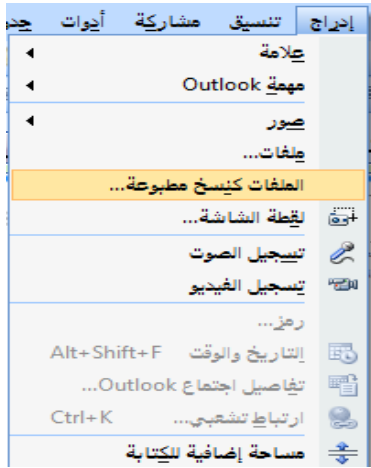 إدراج تنسيق مشاركة أدوات
علامة
مهمة Outlook
صور
ملفات...
الملفات كنسخ مطبوعة...
لقطة الشاشة...
تسجيل الصوت
تسجيل الفيديو
رمز...
التاريخ والوقت Alt+Shift+F
تفاصيل اجتماع Outlook...
ارتباط تشعبي... Ctrl+K
مساحة إضافية للكتابة